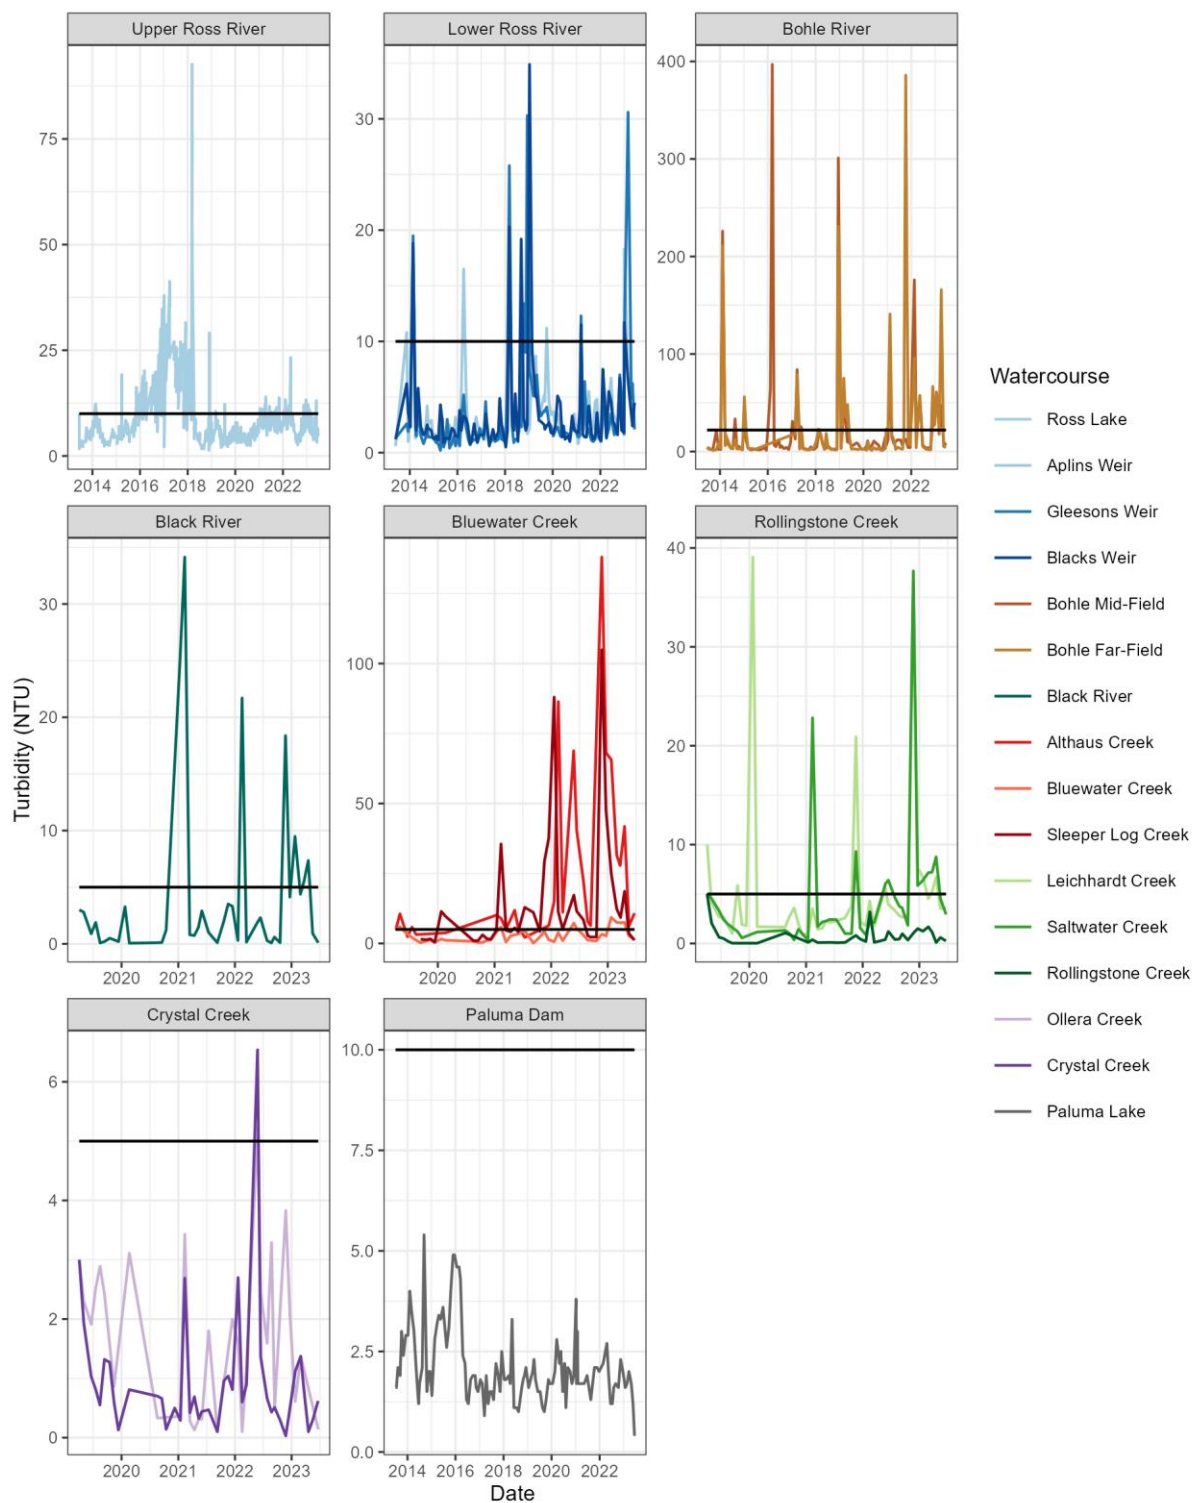 Upper Ross River
Lower Ross River
Bohle River
75
50
25
0
2014 2016 2018 2020 2022
30
20
10
0
2014 2016 2018 2020 2022
400
300
200
100
0
2014 2016 2018 2020 2022
Black River
Bluewater Creek
Rollingstone Creek
30
20
10
0
2020 2021 2022 2023
100
50
0
2020 2021 2022 2023
40
30
20
10
0
2020 2021 2022 2023
Crystal Creek
Paluma Dam
6
4
2
0
2020 2021 2022 2023
10.0
7.5
5.0
2.5
0.0
2014 2016 2018 2020 2022
Turbidity (NTU)
Date
Watercourse
Ross Lake
Aplins Weir
Gleesons Weir
Blacks Weir
Bohle Mid-Field
Bohle Far-Field
Black River
Althaus Creek
Bluewater Creek
Sleeper Log Creek
Leichhardt Creek
Saltwater Creek
Rollingstone Creek
Ollera Creek
Crystal Creek
Paluma Lake